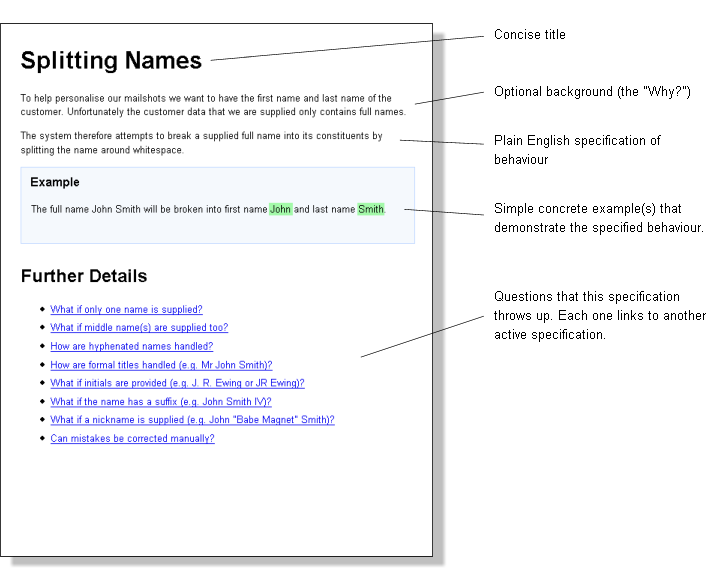 Splitting Names
To help personalise our mailshots we want to have the first name and last name of the
customer. Unfortunately the customer data that we are supplied only contains full names.
The system therefore attempts to break a supplied full name into its constituents by
splitting the name around whitespace.
Example
The full name John Smith will be broken into first name John and last name Smith.
Further Details
What if only one name is supplied?
What if middle name(s) are supplied too?
How are hyphenated names handled?
How are formal titles handled (e.g. Mr John Smith)?
What if initials are provided (e.g. J. R. Ewing or JR Ewing)?
What if the name has a suffix (e.g. John Smith IV)?
What if a nickname is supplied (e.g. John "Babe Magnet" Smith)?
Can mistakes be corrected manually?
Concise title
Optional background (the "Why?")
Plain English specification of
behaviour
Simple concrete example(s) that
demonstrate the specified behaviour.
Questions that this specification
throws up. Each one links to another
active specification.